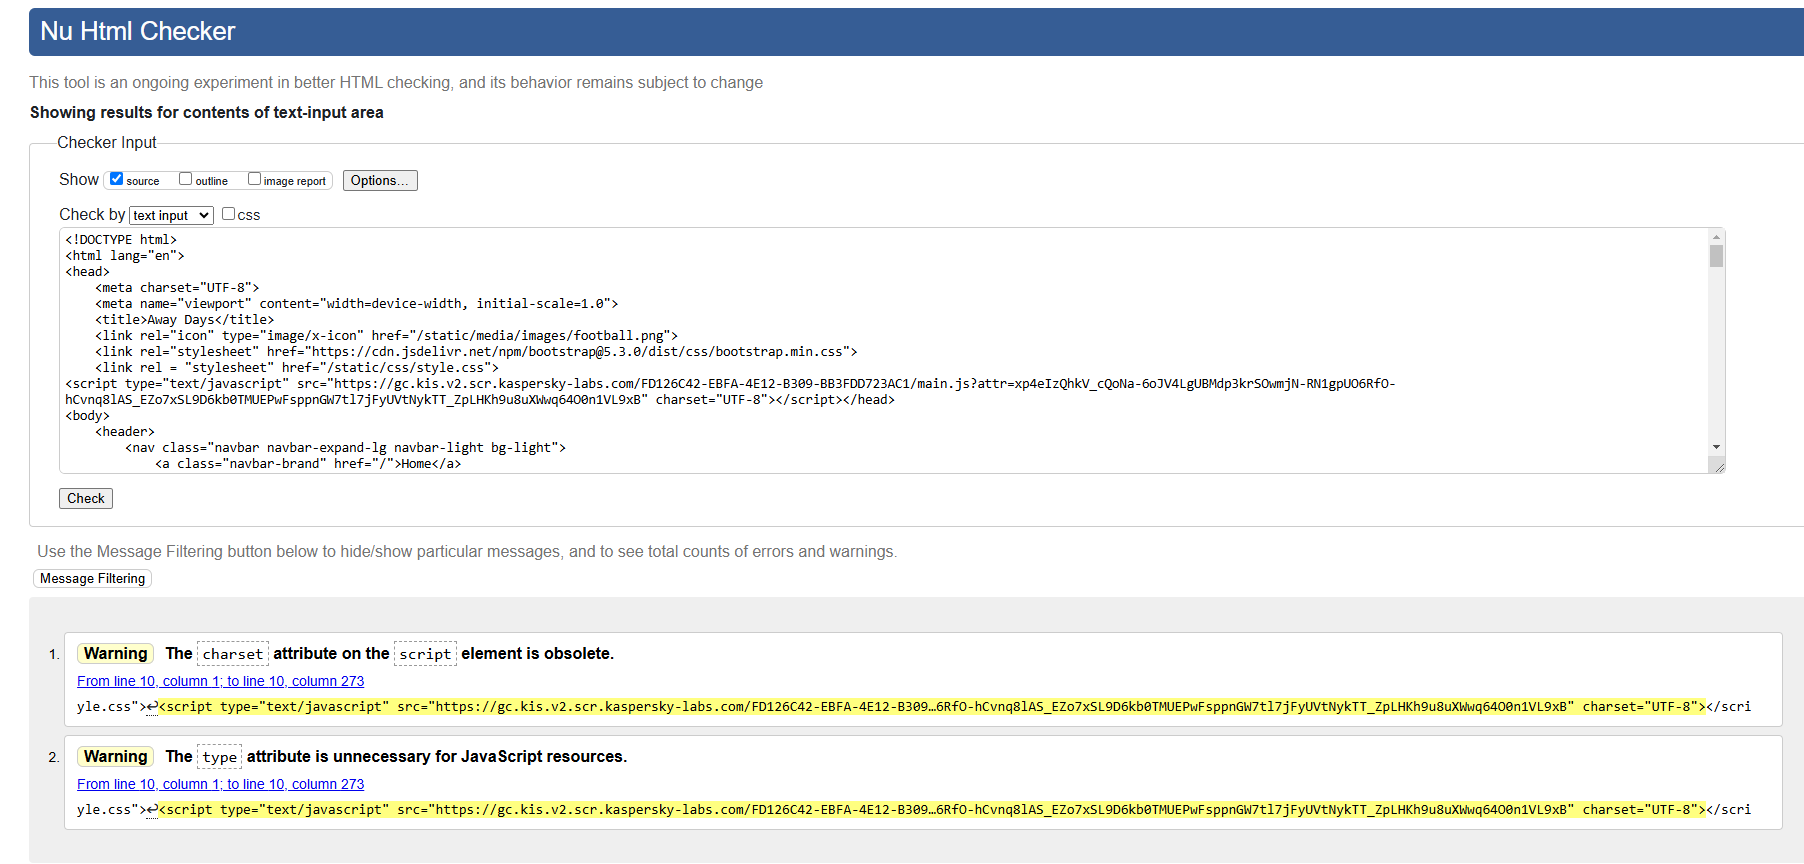 Nu Html Checker
This tool is an ongoing experiment in better HTML checking, and its behavior remains subject to change
Showing results for contents of text-input area
Checker Input
Show source outline image report Options...
Check by text input css
<!DOCTYPE html>
<html lang="en">
<head>
    <meta charset="UTF-8">
    <meta name="viewport" content="width=device-width, initial-scale=1.0">
    <title>Away Days</title>
    <link rel="icon" type="image/x-icon" href="/static/media/images/football.png">
    <link rel="stylesheet" href="https://cdn.jsdelivr.net/npm/bootstrap@5.3.0/dist/css/bootstrap.min.css">
    <link rel = "stylesheet" href="/static/css/style.css">
<script type="text/javascript" src="https://gc.kis.v2.scr.kaspersky-labs.com/FD126C42-EBFA-4E12-B309-BB3FDD723AC1/main.js?attr=xp4eIzQhkV_cQoNa-6oJV4LgUBMdp3krSOwmjN-RN1gpUO6RfO-
hCvnq8lAS_EZo7xSL9D6kb0TMUEPwFsppnGW7tl7jFyUVtNykTT_ZpLHKh9u8uXWwq64O0n1VL9xB" charset="UTF-8"></script></head>
<body>
    <header>
        <nav class="navbar navbar-expand-lg navbar-light bg-light">
            <a class="navbar-brand" href="/">Home</a>
Check
Use the Message Filtering button below to hide/show particular messages, and to see total counts of errors and warnings.
Message Filtering
1. Warning The charset attribute on the script element is obsolete.
From line 10, column 1; to line 10, column 273
yle.css">↩<script type="text/javascript" src="https://gc.kis.v2.scr.kaspersky-labs.com/FD126C42-EBFA-4E12-B309…6RfO-hCvnq8lAS_EZo7xSL9D6kb0TMUEPwFsppnGW7tl7jFyUVtNykTT_ZpLHKh9u8uXWwq64O0n1VL9xB" charset="UTF-8"></scri
2. Warning The type attribute is unnecessary for JavaScript resources.
From line 10, column 1; to line 10, column 273
yle.css">↩<script type="text/javascript" src="https://gc.kis.v2.scr.kaspersky-labs.com/FD126C42-EBFA-4E12-B309…6RfO-hCvnq8lAS_EZo7xSL9D6kb0TMUEPwFsppnGW7tl7jFyUVtNykTT_ZpLHKh9u8uXWwq64O0n1VL9xB" charset="UTF-8"></scri